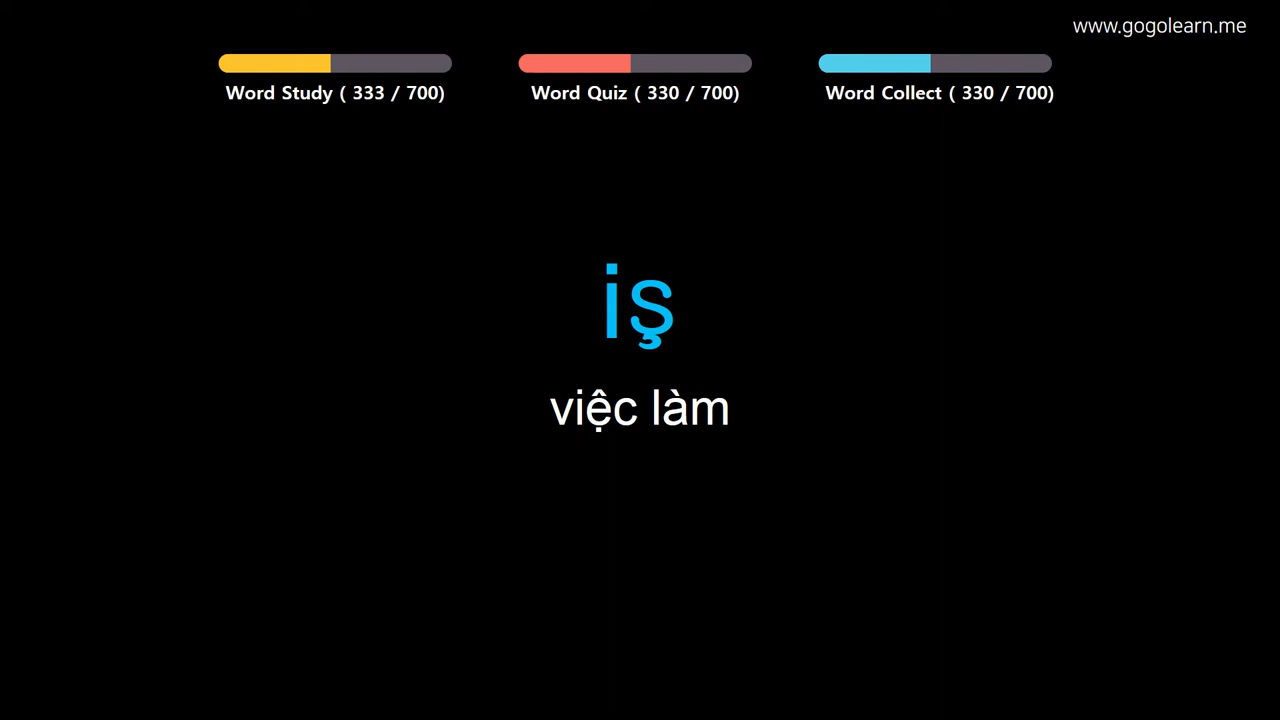 www.gogolearn.me
Word Study ( 333 / 700)
Word Quiz ( 330 / 700)
Word Collect ( 330 / 700)
iş
việc làm